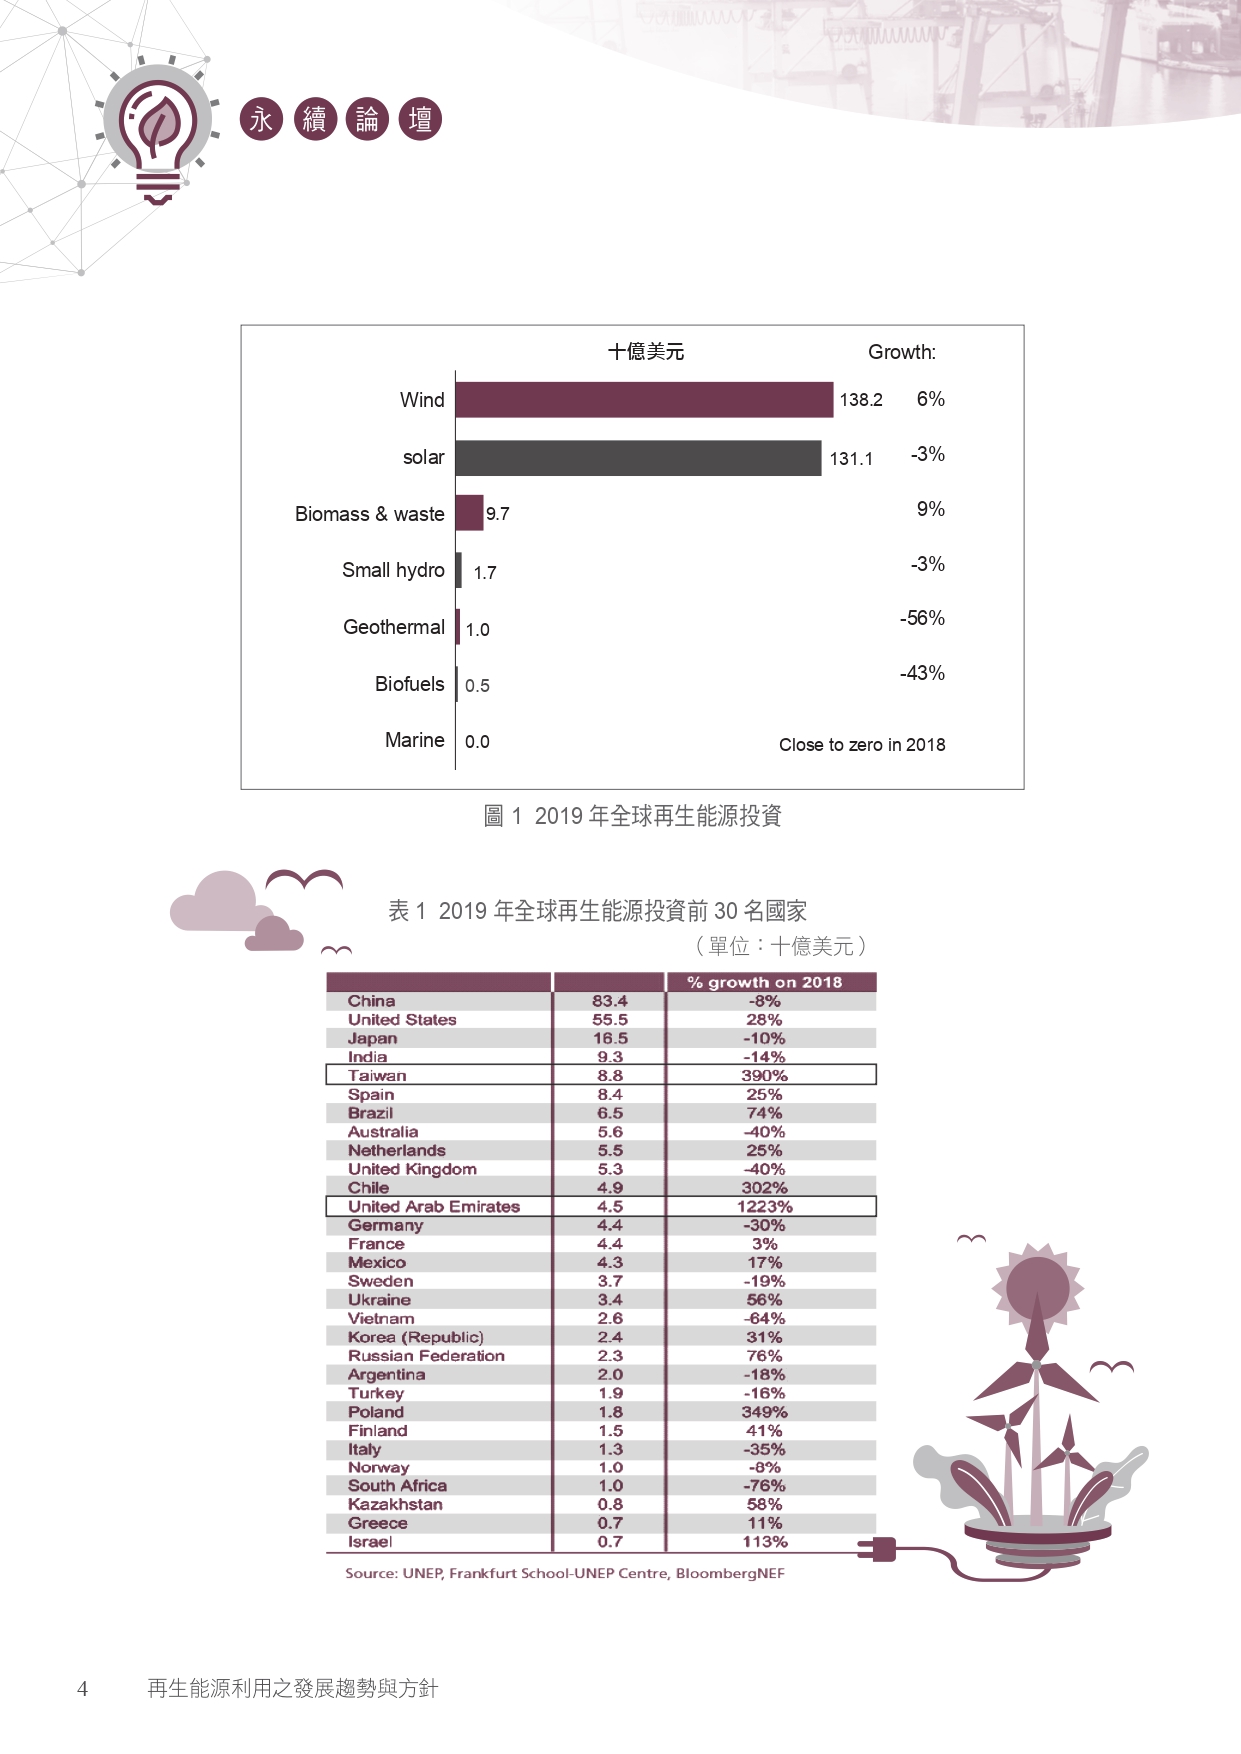 永續論壇
十億美元 Growth:
Wind 138.2 6%
solar 131.1 -3%
Biomass & waste 9.7 9%
Small hydro 1.7 -3%
Geothermal 1.0 -56%
Biofuels 0.5 -43%
Marine 0.0 Close to zero in 2018
圖 1 2019 年全球再生能源投資
表 1 2019 年全球再生能源投資前 30 名國家
（單位：十億美元）
% growth on 2018
China 83.4 -8%
United States 55.5 28%
Japan 16.5 -10%
India 9.3 -14%
Taiwan 8.8 390%
Spain 8.4 25%
Brazil 6.5 74%
Australia 5.6 -40%
Netherlands 5.5 25%
United Kingdom 5.3 -40%
Chile 4.9 302%
United Arab Emirates 4.5 1223%
Germany 4.4 -30%
France 4.4 3%
Mexico 4.3 17%
Sweden 3.7 -19%
Ukraine 3.4 56%
Vietnam 2.6 -64%
Korea (Republic) 2.4 31%
Russian Federation 2.3 76%
Argentina 2.0 -18%
Turkey 1.9 -16%
Poland 1.8 349%
Finland 1.5 41%
Italy 1.3 -35%
Norway 1.0 -8%
South Africa 1.0 -76%
Kazakhstan 0.8 58%
Greece 0.7 11%
Israel 0.7 113%
Source: UNEP, Frankfurt School-UNEP Centre, BloombergNEF
4 再生能源利用之發展趨勢與方針